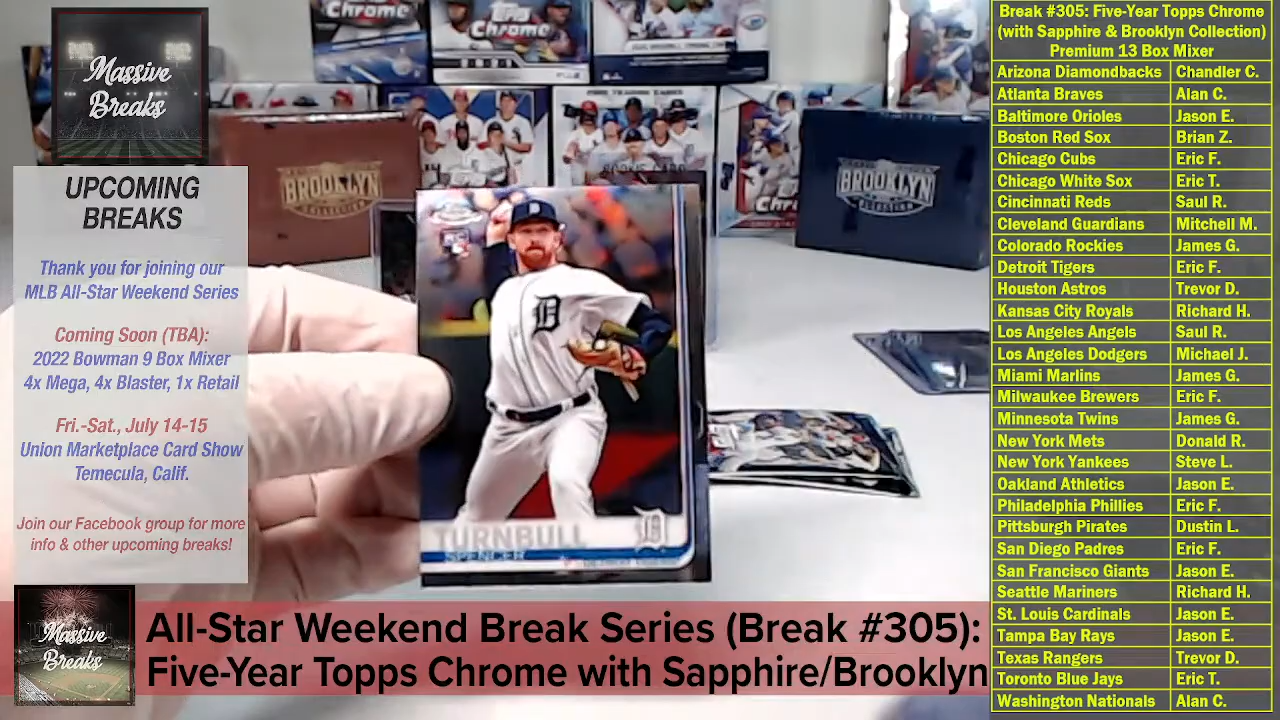 Massive
Breaks
UPCOMING
BREAKS
Thank you for joining our
MLB All-Star Weekend Series
Coming Soon (TBA):
2022 Bowman 9 Box Mixer
4x Mega, 4x Blaster, 1x Retail
Fri.-Sat., July 14-15
Union Marketplace Card Show
Temecula, Calif.
Join our Facebook group for more
info & other upcoming breaks!
Chrome
Topps
Chrome
BROOKLYN
COLLECTION
BROOKLYN
COLLECTION
Chr
D
TURNBULL
SPENCER
DETROIT TIGERS
Massive
Breaks
All-Star Weekend Break Series (Break #305):
Five-Year Topps Chrome with Sapphire/Brooklyn
Break #305: Five-Year Topps Chrome
(with Sapphire & Brooklyn Collection)
Premium 13 Box Mixer
Arizona Diamondbacks Chandler C.
Atlanta Braves Alan C.
Baltimore Orioles Jason E.
Boston Red Sox Brian Z.
Chicago Cubs Eric F.
Chicago White Sox Eric T.
Cincinnati Reds Saul R.
Cleveland Guardians Mitchell M.
Colorado Rockies James G.
Detroit Tigers Eric F.
Houston Astros Trevor D.
Kansas City Royals Richard H.
Los Angeles Angels Saul R.
Los Angeles Dodgers Michael J.
Miami Marlins James G.
Milwaukee Brewers Eric F.
Minnesota Twins James G.
New York Mets Donald R.
New York Yankees Steve L.
Oakland Athletics Jason E.
Philadelphia Phillies Eric F.
Pittsburgh Pirates Dustin L.
San Diego Padres Eric F.
San Francisco Giants Jason E.
Seattle Mariners Richard H.
St. Louis Cardinals Jason E.
Tampa Bay Rays Jason E.
Texas Rangers Trevor D.
Toronto Blue Jays Eric T.
Washington Nationals Alan C.